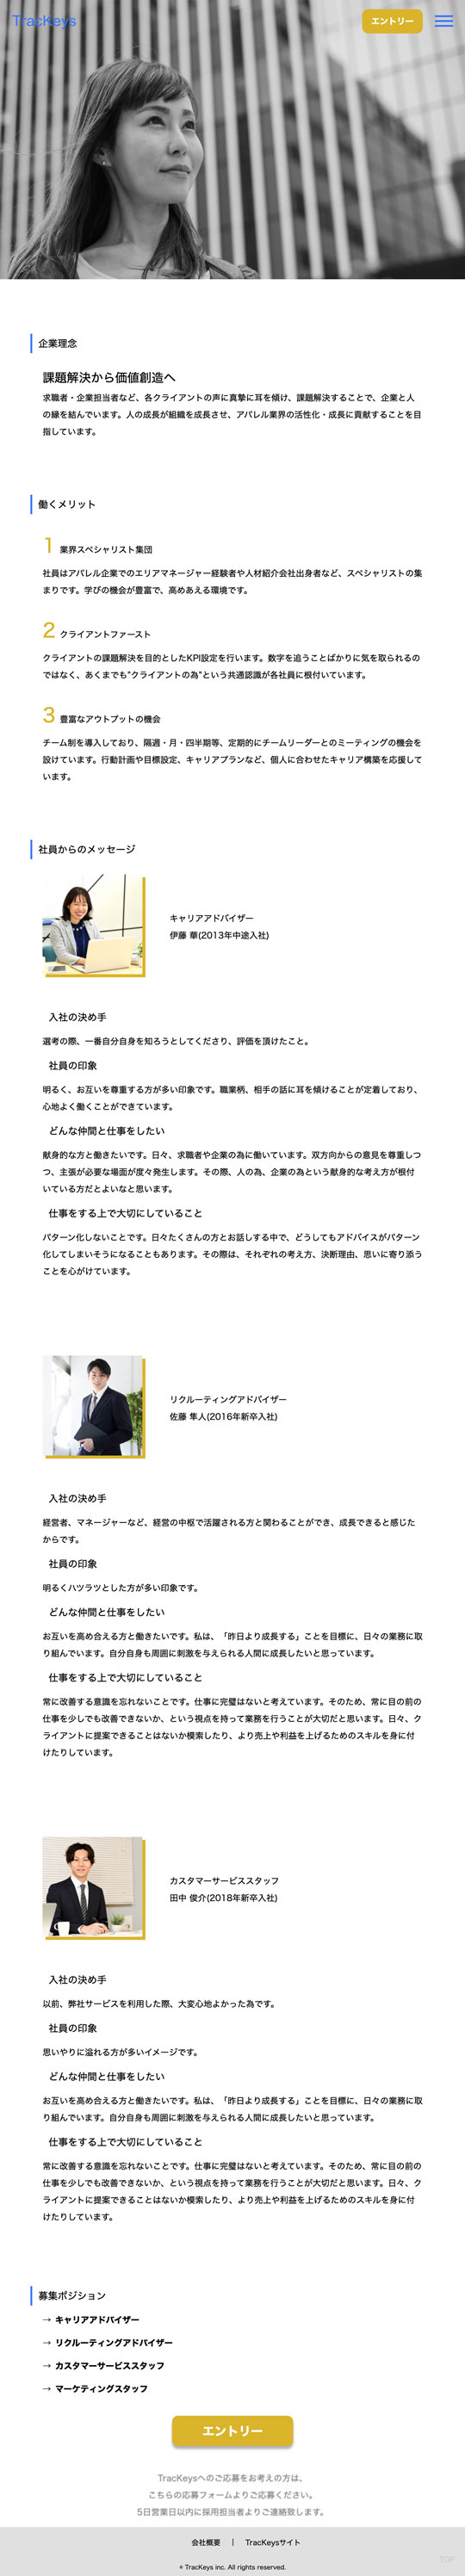 TracKeys
エントリー
企業理念
課題解決から価値創造へ
求職者・企業担当者など、各クライアントの声に真摯に耳を傾け、課題解決することで、企業と人
の縁を結んでいます。人の成長が組織を成長させ、アパレル業界の活性化・成長に貢献することを目
指しています。
働くメリット
1 業界スペシャリスト集団
社員はアパレル企業でのエリアマネージャー経験者や人材紹介会社出身者など、スペシャリストの集
まりです。学びの機会が豊富で、高めあえる環境です。
2 クライアントファースト
クライアントの課題解決を目的としたKPI設定を行います。数字を追うことばかりに気を取られるの
ではなく、あくまでも"クライアントの為"という共通認識が各社員に根付いています。
3 豊富なアウトプットの機会
チーム制を導入しており、隔週・月・四半期等、定期的にチームリーダーとのミーティングの機会を
設けています。行動計画や目標設定、キャリアプランなど、個人に合わせたキャリア構築を応援して
います。
社員からのメッセージ
キャリアアドバイザー
伊藤 華(2013年中途入社)
入社の決め手
選考の際、一番自分自身を知ろうとしてくださり、評価を頂けたこと。
社員の印象
明るく、お互いを尊重する方が多い印象です。職業柄、相手の話に耳を傾けることが定着しており、
心地よく働くことができています。
どんな仲間と仕事をしたい
献身的な方と働きたいです。日々、求職者や企業の為に働いています。双方向からの意見を尊重しつ
つ、主張が必要な場面が度々発生します。その際、人の為、企業の為という献身的な考え方が根付
いている方だとよいなと思います。
仕事をする上で大切にしていること
パターン化しないことです。日々たくさんの方とお話しする中で、どうしてもアドバイスがパターン
化してしまいそうになることもあります。その際は、それぞれの考え方、決断理由、思いに寄り添う
ことを心がけています。
リクルーティングアドバイザー
佐藤 隼人(2016年新卒入社)
入社の決め手
経営者、マネージャーなど、経営の中枢で活躍される方と関わることができ、成長できると感じた
からです。
社員の印象
明るくハツラツとした方が多い印象です。
どんな仲間と仕事をしたい
お互いを高め合える方と働きたいです。私は、「昨日より成長する」ことを目標に、日々の業務に取
り組んでいます。自分自身も周囲に刺激を与えられる人間に成長したいと思っています。
仕事をする上で大切にしていること
常に改善する意識を忘れないことです。仕事に完璧はないと考えています。そのため、常に目の前の
仕事を少しでも改善できないか、という視点を持って業務を行うことが大切だと思います。日々、ク
ライアントに提案できることはないか模索したり、より売上や利益を上げるためのスキルを身に付
けたりしています。
カスタマーサービススタッフ
田中 俊介(2018年新卒入社)
入社の決め手
以前、弊社サービスを利用した際、大変心地よかった為です。
社員の印象
思いやりに溢れる方が多いイメージです。
どんな仲間と仕事をしたい
お互いを高め合える方と働きたいです。私は、「昨日より成長する」ことを目標に、日々の業務に取
り組んでいます。自分自身も周囲に刺激を与えられる人間に成長したいと思っています。
仕事をする上で大切にしていること
常に改善する意識を忘れないことです。仕事に完璧はないと考えています。そのため、常に目の前の
仕事を少しでも改善できないか、という視点を持って業務を行うことが大切だと思います。日々、ク
ライアントに提案できることはないか模索したり、より売上や利益を上げるためのスキルを身に付
けたりしています。
募集ポジション
→ キャリアアドバイザー
→ リクルーティングアドバイザー
→ カスタマーサービススタッフ
→ マーケティングスタッフ
エントリー
TracKeysへのご応募をお考えの方は、
こちらの応募フォームよりご応募ください。
5日営業日以内に採用担当者よりご連絡致します。
会社概要 | TracKeysサイト
TOP
© TracKeys inc. All rights reserved.